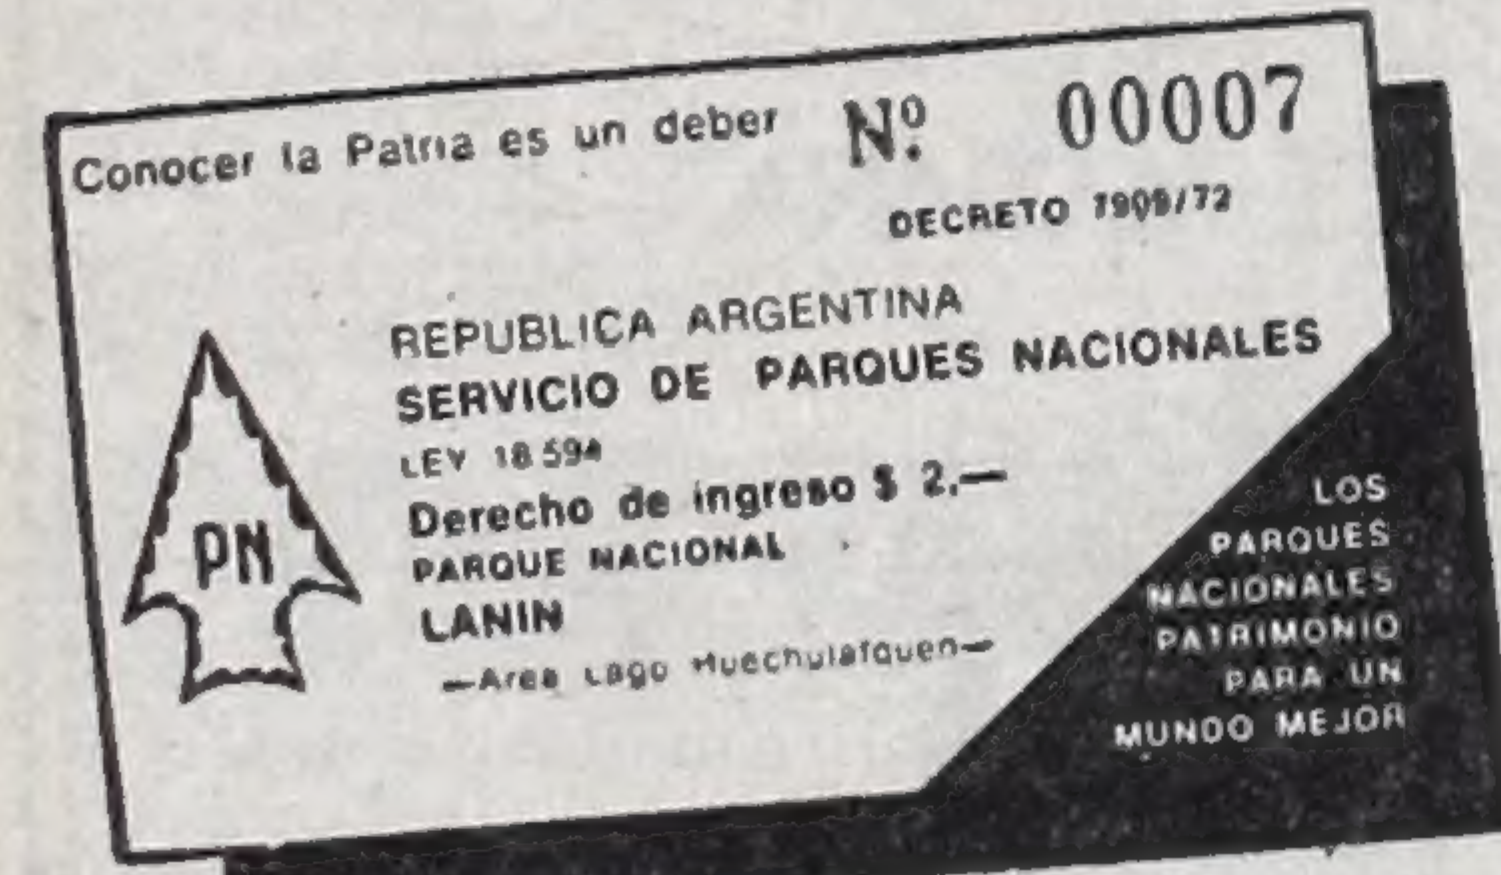 Conocer la Patria es un deber Nº 00007
DECRETO 1909/72
REPUBLICA ARGENTINA
SERVICIO DE PARQUES NACIONALES
LEY 18.594
Derecho de ingreso $ 2.—
PARQUE NACIONAL
LANIN
—Area Lago Huechulafquen—
PN
LOS
PARQUES
NACIONALES
PATRIMONIO
PARA UN
MUNDO MEJOR